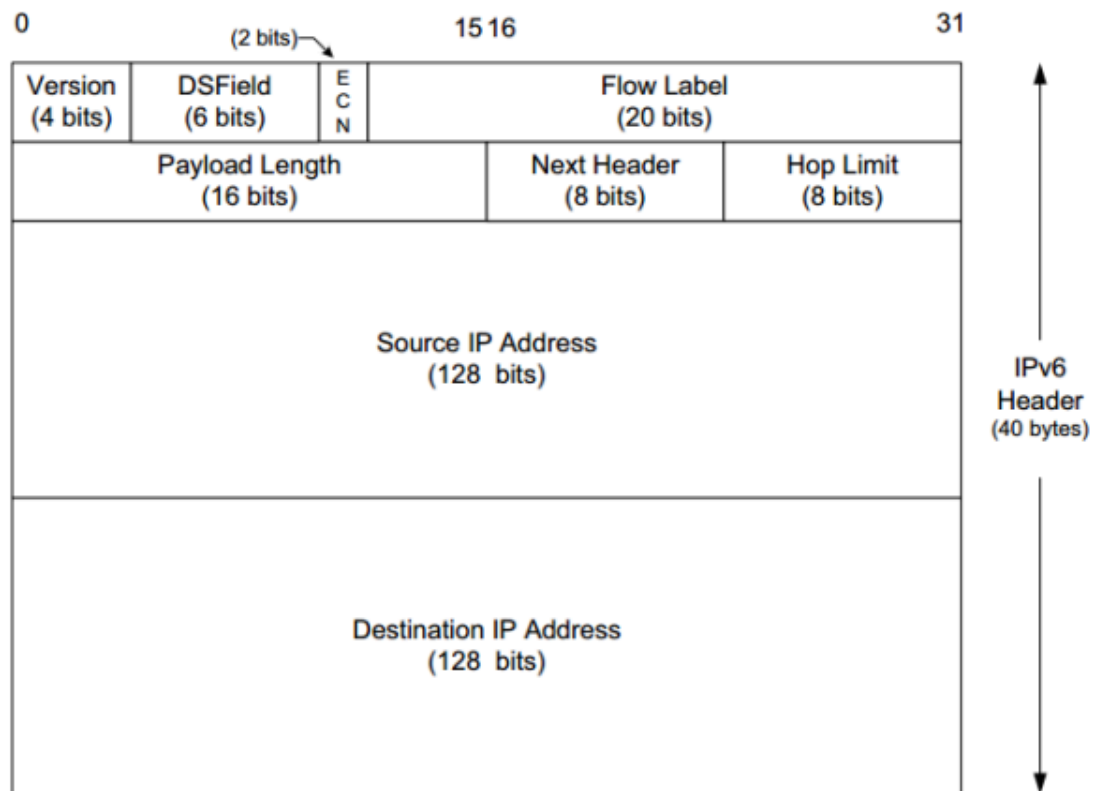 0
(2 bits)
15 16
31
Version
(4 bits)
DSField
(6 bits)
E
C
N
Flow Label
(20 bits)
Payload Length
(16 bits)
Next Header
(8 bits)
Hop Limit
(8 bits)
Source IP Address
(128 bits)
IPv6
Header
(40 bytes)
Destination IP Address
(128 bits)